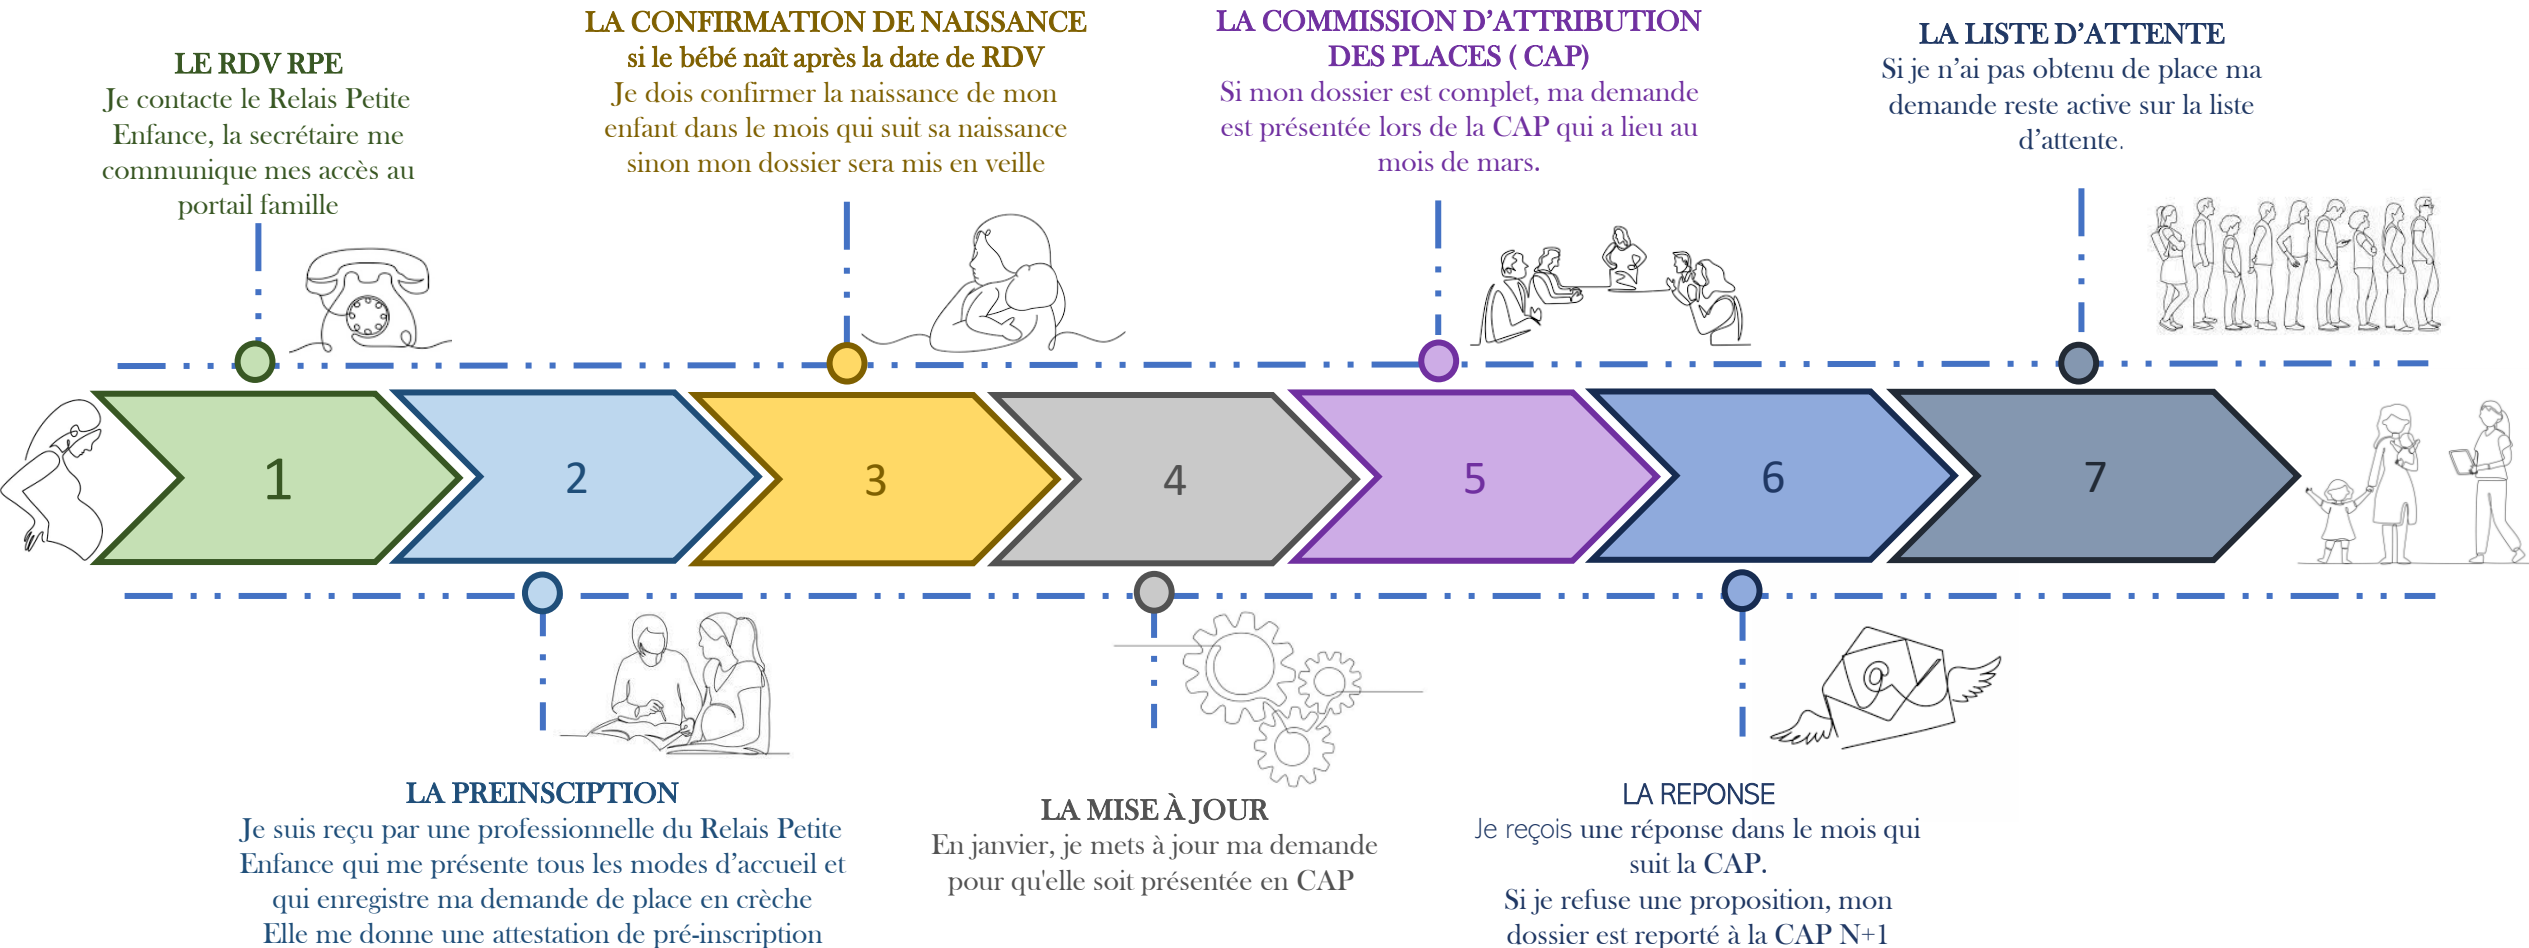 LE RDV RPE
Je contacte le Relais Petite
Enfance, la secrétaire me
communique mes accès au
portail famille
LA CONFIRMATION DE NAISSANCE
si le bébé naît après la date de RDV
Je dois confirmer la naissance de mon
enfant dans le mois qui suit sa naissance
sinon mon dossier sera mis en veille
LA COMMISSION D’ATTRIBUTION
DES PLACES ( CAP)
Si mon dossier est complet, ma demande
est présentée lors de la CAP qui a lieu au
mois de mars.
LA LISTE D’ATTENTE
Si je n’ai pas obtenu de place ma
demande reste active sur la liste
d’attente.
1
2
3
4
5
6
7
LA PREINSCIPTION
Je suis reçu par une professionnelle du Relais Petite
Enfance qui me présente tous les modes d’accueil et
qui enregistre ma demande de place en crèche
Elle me donne une attestation de pré-inscription
LA MISE À JOUR
En janvier, je mets à jour ma demande
pour qu'elle soit présentée en CAP
LA REPONSE
Je reçois une réponse dans le mois qui
suit la CAP.
Si je refuse une proposition, mon
dossier est reporté à la CAP N+1